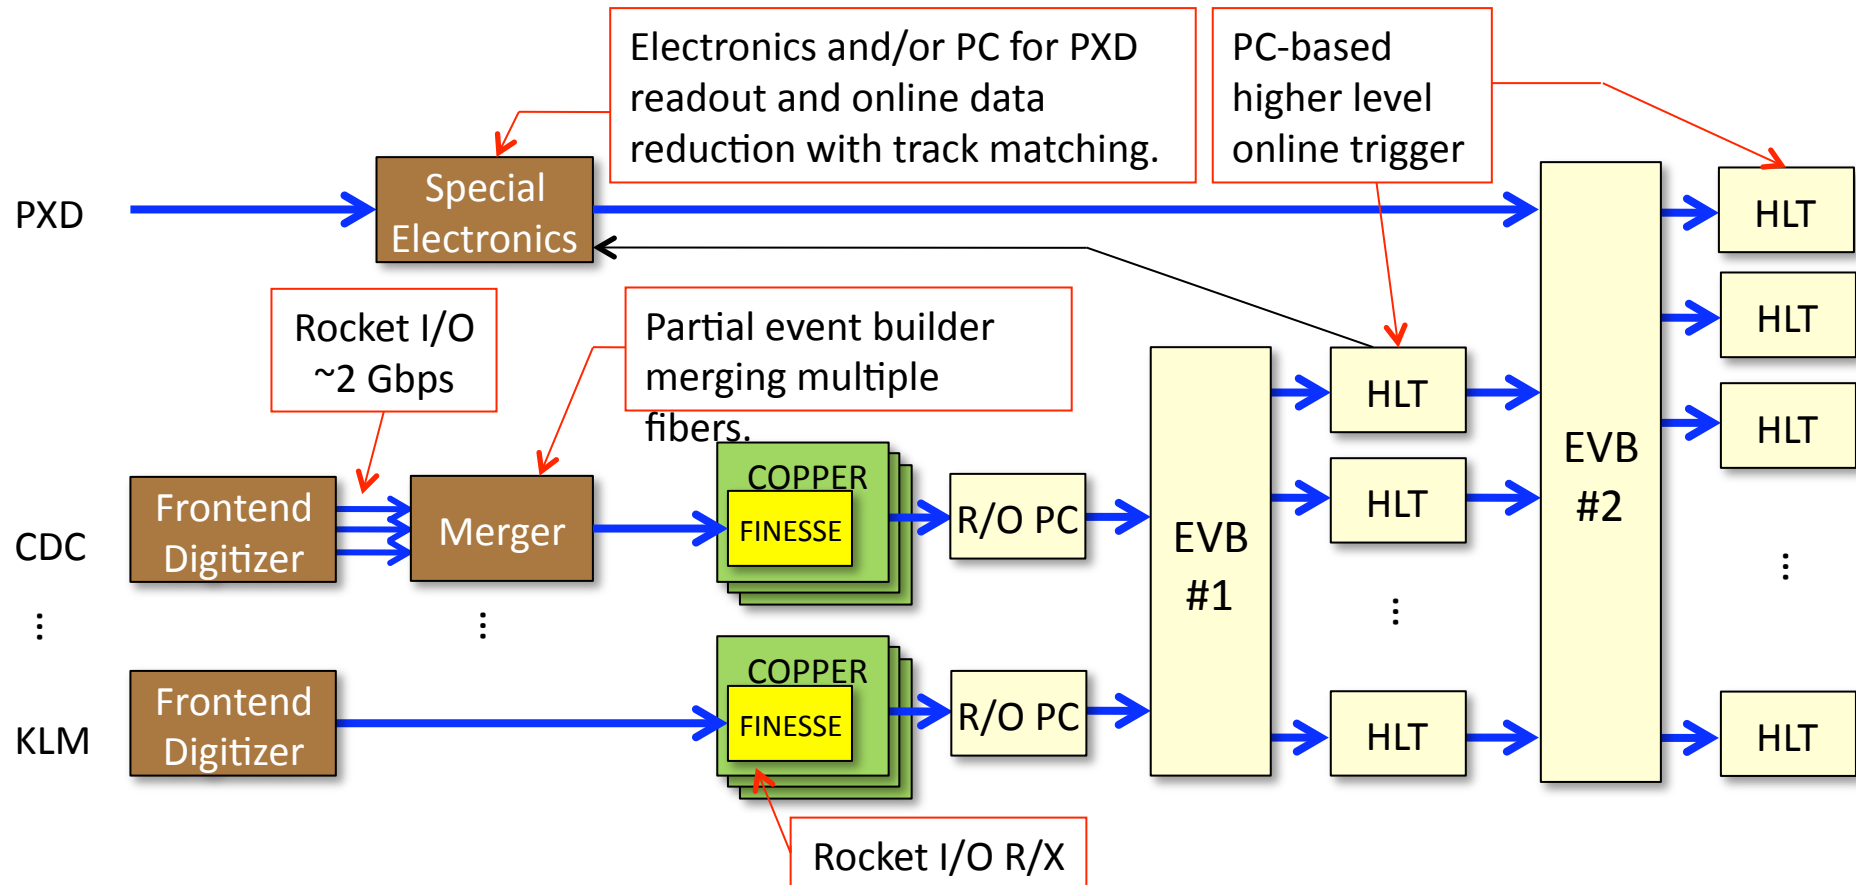 Electronics and/or PC for PXD
readout and online data
reduction with track matching.
PC-based
higher level
online trigger
PXD
Special
Electronics
HLT
Rocket I/O
~2 Gbps
Partial event builder
merging multiple
fibers.
HLT
HLT
HLT
CDC
Frontend
Digitizer
Merger
COPPER
FINESSE
R/O PC
EVB
#1
HLT
EVB
#2
⋮
⋮
⋮
⋮
KLM
Frontend
Digitizer
COPPER
FINESSE
R/O PC
HLT
HLT
Rocket I/O R/X